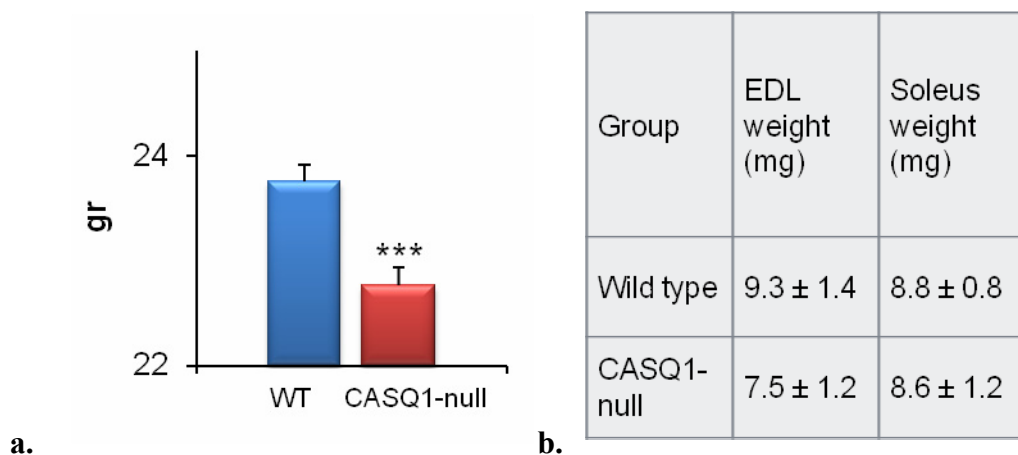 24
gr
***
22
WT CASQ1-null
a.
Group EDL weight (mg) Soleus weight (mg)
Wild type 9.3 ± 1.4 8.8 ± 0.8
CASQ1-null 7.5 ± 1.2 8.6 ± 1.2
b.